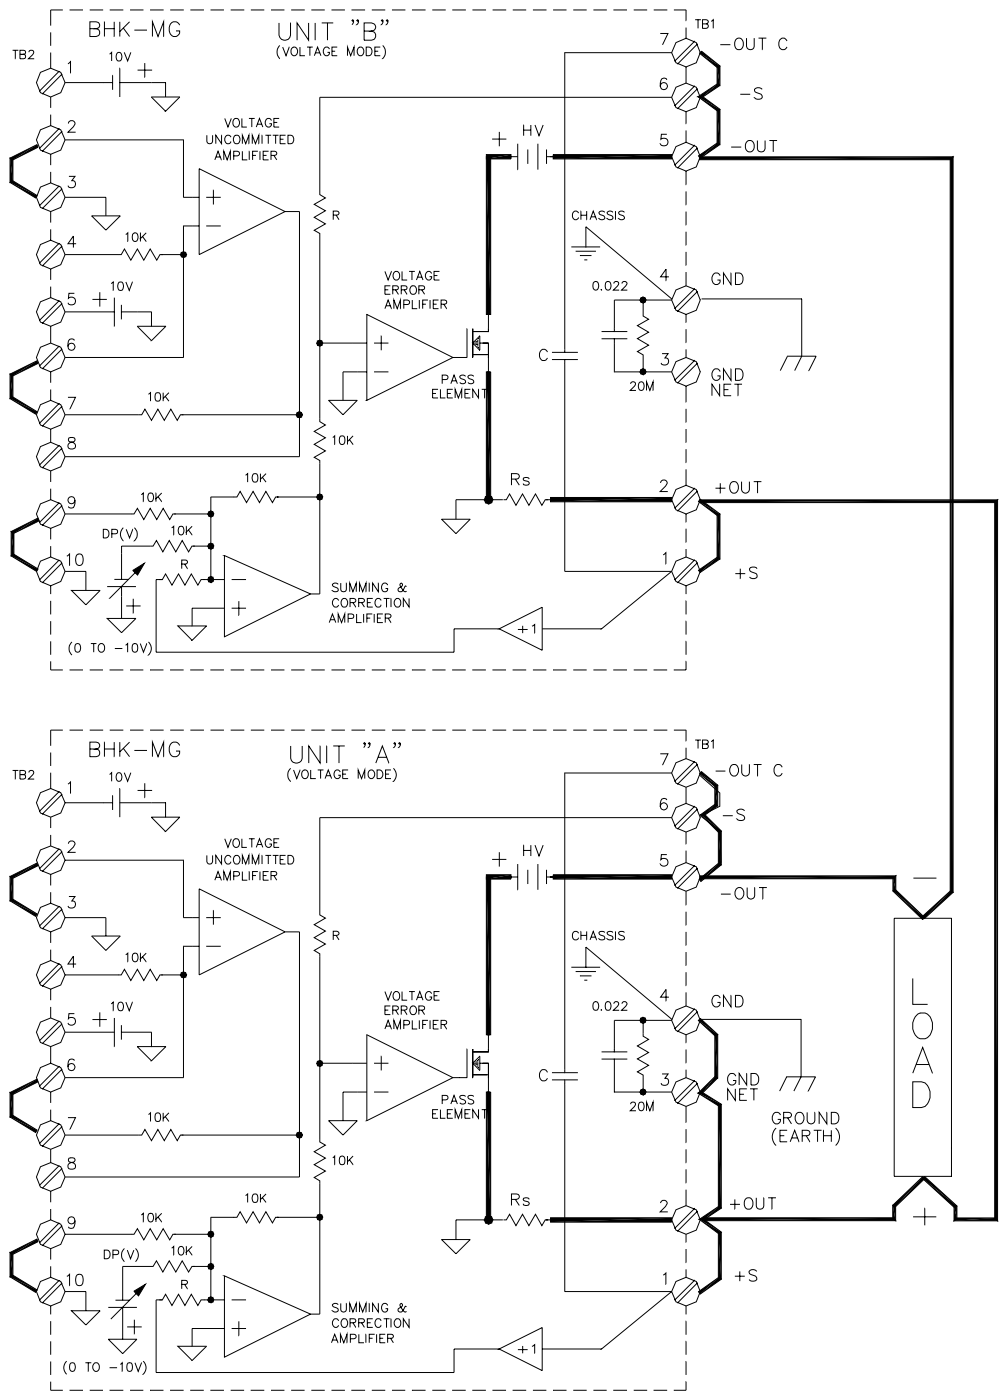 BHK-MG
UNIT "B"
(VOLTAGE MODE)
TB1
TB2
7
-OUT C
10V
+
1
6
-S
VOLTAGE
UNCOMMITTED
AMPLIFIER
2
+
HV
5
-OUT
3
+
-
R
CHASSIS
4
10K
VOLTAGE
ERROR
AMPLIFIER
4
GND
0.022
5
+
10V
6
+
-
C
3
GND
NET
PASS
ELEMENT
20M
7
10K
8
10K
10K
Rs
2
+OUT
9
10K
DP(V)
10K
10
R
-
+
SUMMING &
CORRECTION
AMPLIFIER
1
+S
+
(0 TO -10V)
+1
BHK-MG
UNIT "A"
(VOLTAGE MODE)
TB1
TB2
7
-OUT C
10V
+
1
6
-S
VOLTAGE
UNCOMMITTED
AMPLIFIER
2
+
HV
5
-OUT
-
3
+
-
R
CHASSIS
4
10K
VOLTAGE
ERROR
AMPLIFIER
4
GND
0.022
LOAD
5
+
10V
6
+
-
C
3
GND
NET
PASS
ELEMENT
20M
GROUND
(EARTH)
7
10K
8
10K
10K
Rs
2
+OUT
+
9
10K
DP(V)
10K
10
R
-
+
SUMMING &
CORRECTION
AMPLIFIER
1
+S
+
(0 TO -10V)
+1